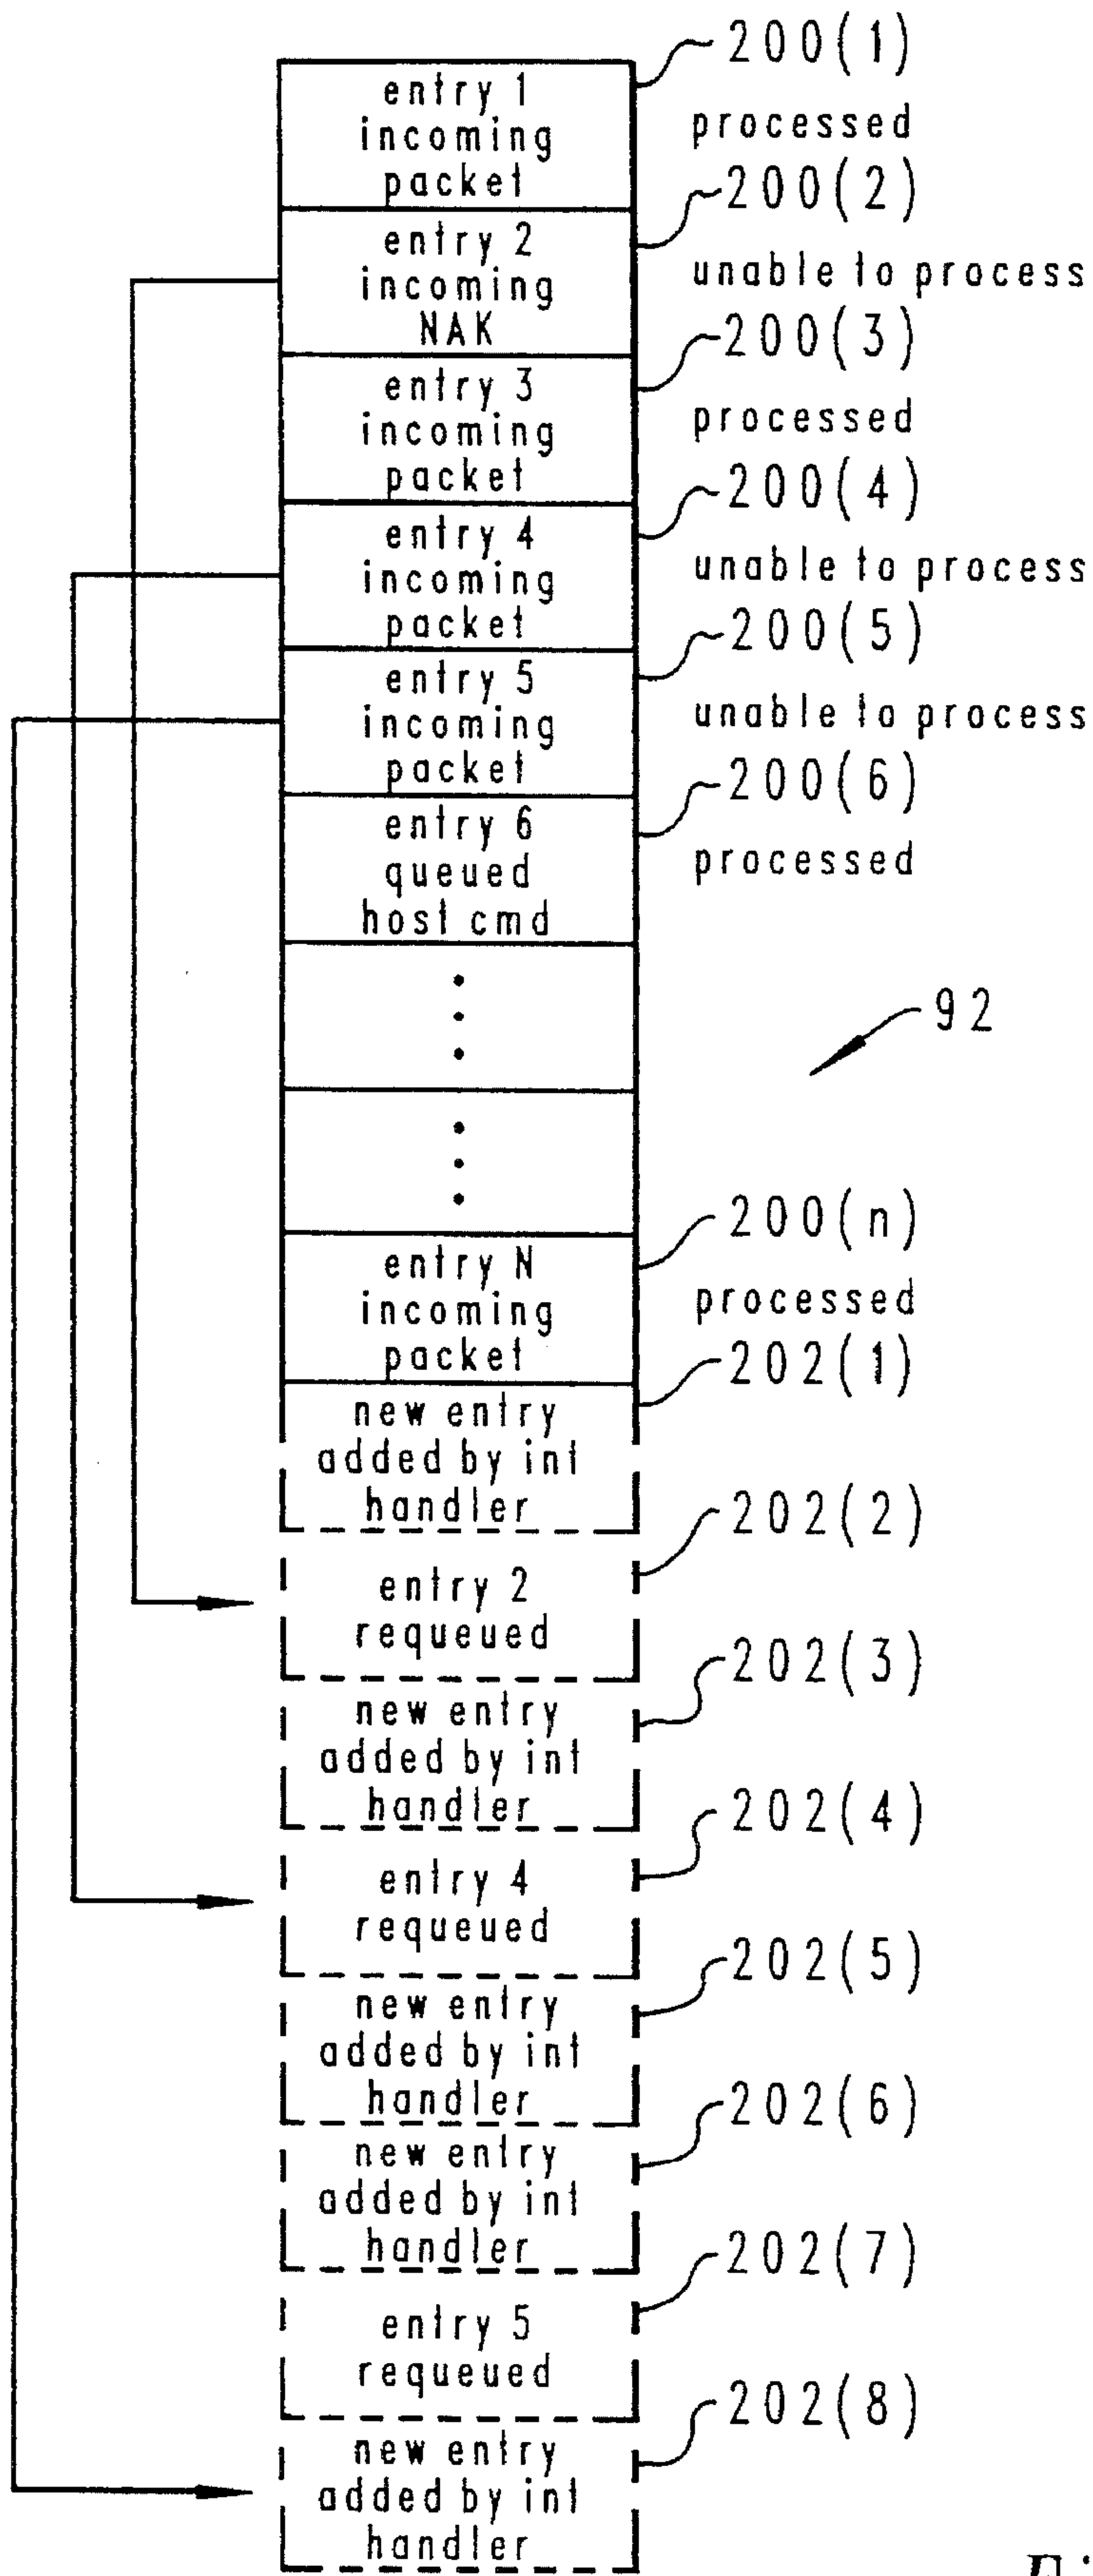 200(1)
entry 1
incoming
packet
processed
200(2)
entry 2
incoming
NAK
unable to process
200(3)
entry 3
incoming
packet
processed
200(4)
entry 4
incoming
packet
unable to process
200(5)
entry 5
incoming
packet
unable to process
200(6)
entry 6
queued
host cmd
processed
92
200(n)
entry N
incoming
packet
processed
202(1)
new entry
added by int
handler
202(2)
entry 2
requeued
202(3)
new entry
added by int
handler
202(4)
entry 4
requeued
202(5)
new entry
added by int
handler
202(6)
new entry
added by int
handler
202(7)
entry 5
requeued
202(8)
new entry
added by int
handler